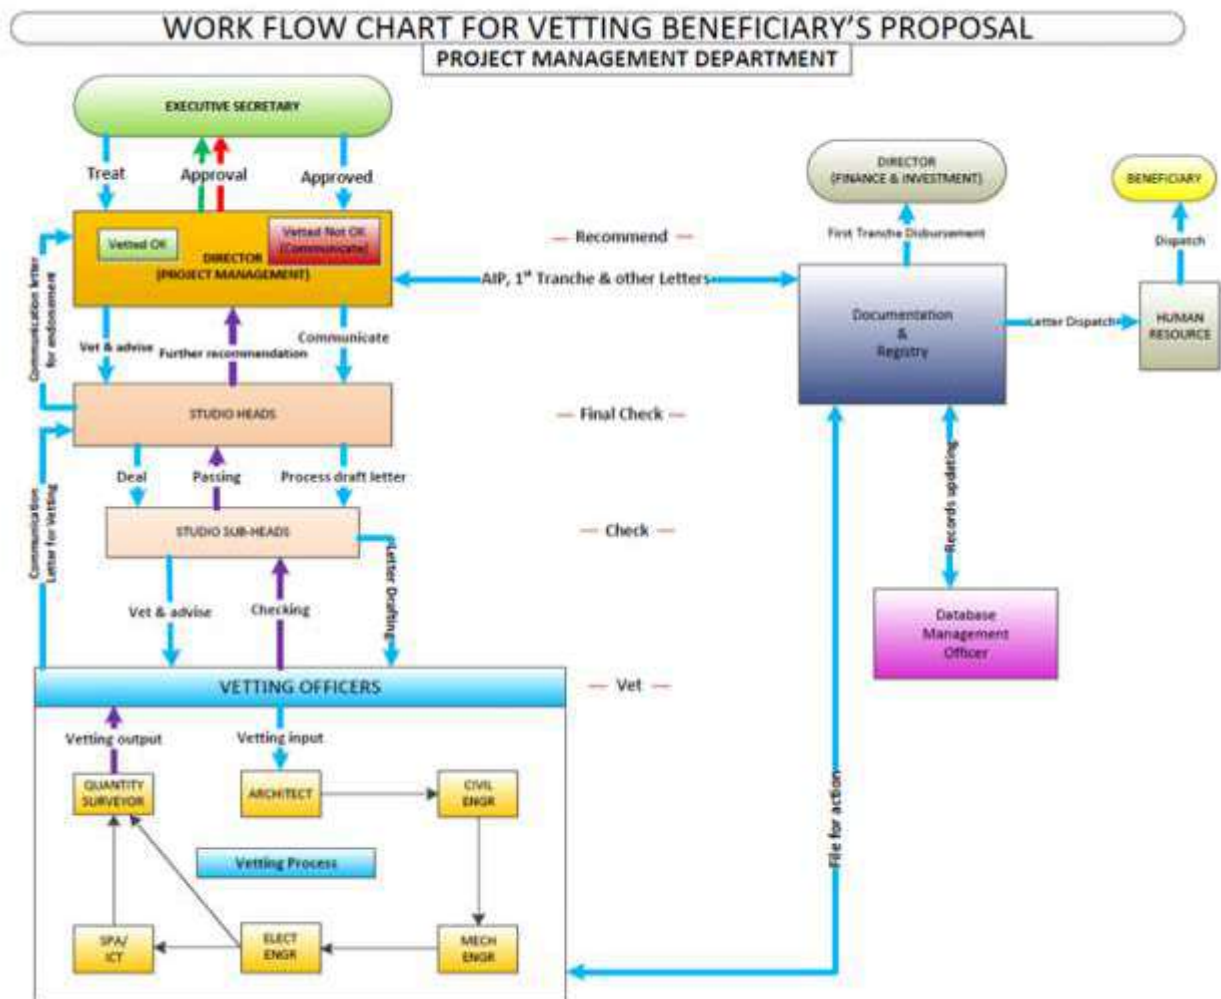 WORK FLOW CHART FOR VETTING BENEFICIARY'S PROPOSAL
PROJECT MANAGEMENT DEPARTMENT
EXECUTIVE SECRETARY
Treat
Approval
Approved
Vetted OK
Vetted Not OK
(Communicate)
DIRECTOR
(PROJECT MANAGEMENT)
Communication letter
for endorsement
Vet & advise
Further recommendation
Communicate
STUDIO HEADS
Deal
Passing
Process draft letter
Communication
Letter for Vetting
STUDIO SUB-HEADS
Vet & advise
Checking
Letter Drafting
VETTING OFFICERS
Vetting output
Vetting input
QUANTITY
SURVEYOR
ARCHITECT
CIVIL
ENGR
Vetting Process
SPA/
ICT
ELECT
ENGR
MECH
ENGR
— Recommend —
AIP, 1st Tranche & other Letters
— Final Check —
— Check —
— Vet —
DIRECTOR
(FINANCE & INVESTMENT)
First Tranche Disbursement
Documentation
&
Registry
Letter Dispatch
BENEFICIARY
Dispatch
HUMAN
RESOURCE
Records updating
Database
Management
Officer
File for action